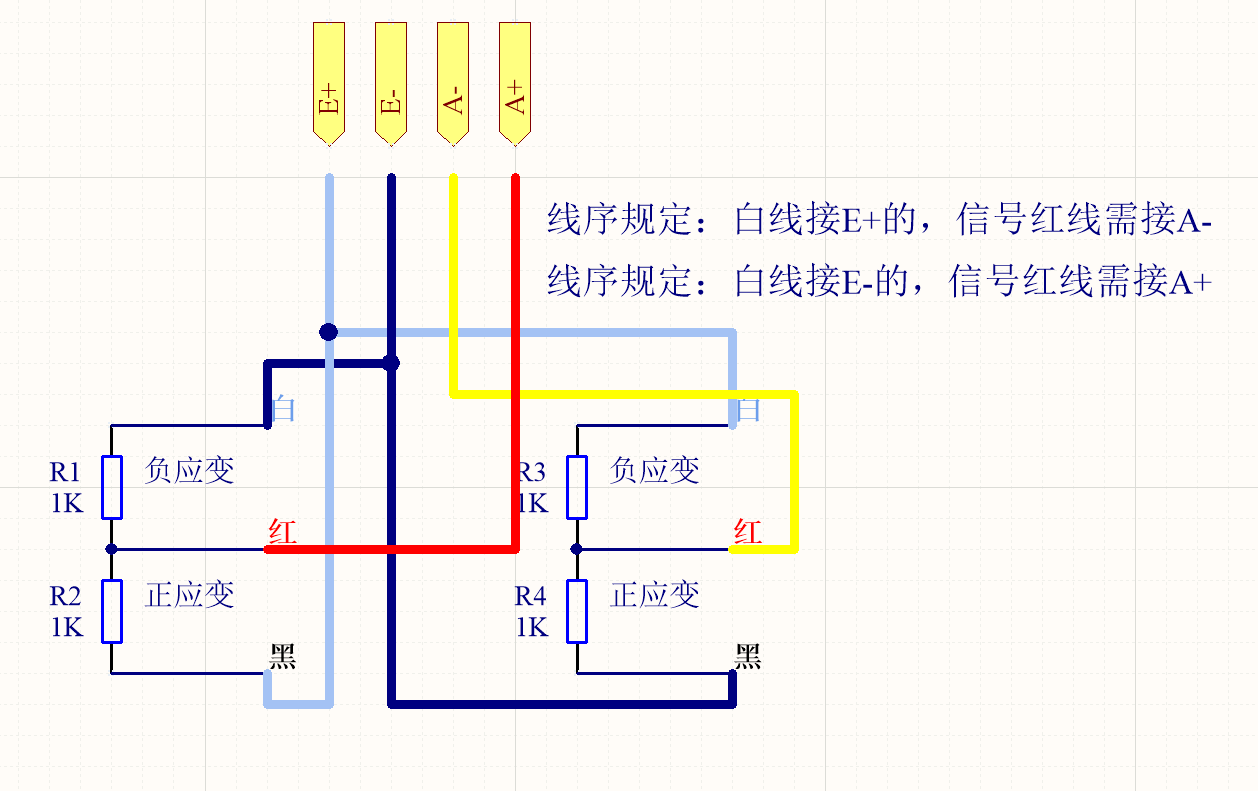 E+
E-
A-
A+
线序规定：白线接E+的，信号红线需接A-
线序规定：白线接E-的，信号红线需接A+
白
白
R1
1K
负应变
R3
1K
负应变
红
红
R2
1K
正应变
R4
1K
正应变
黑
黑